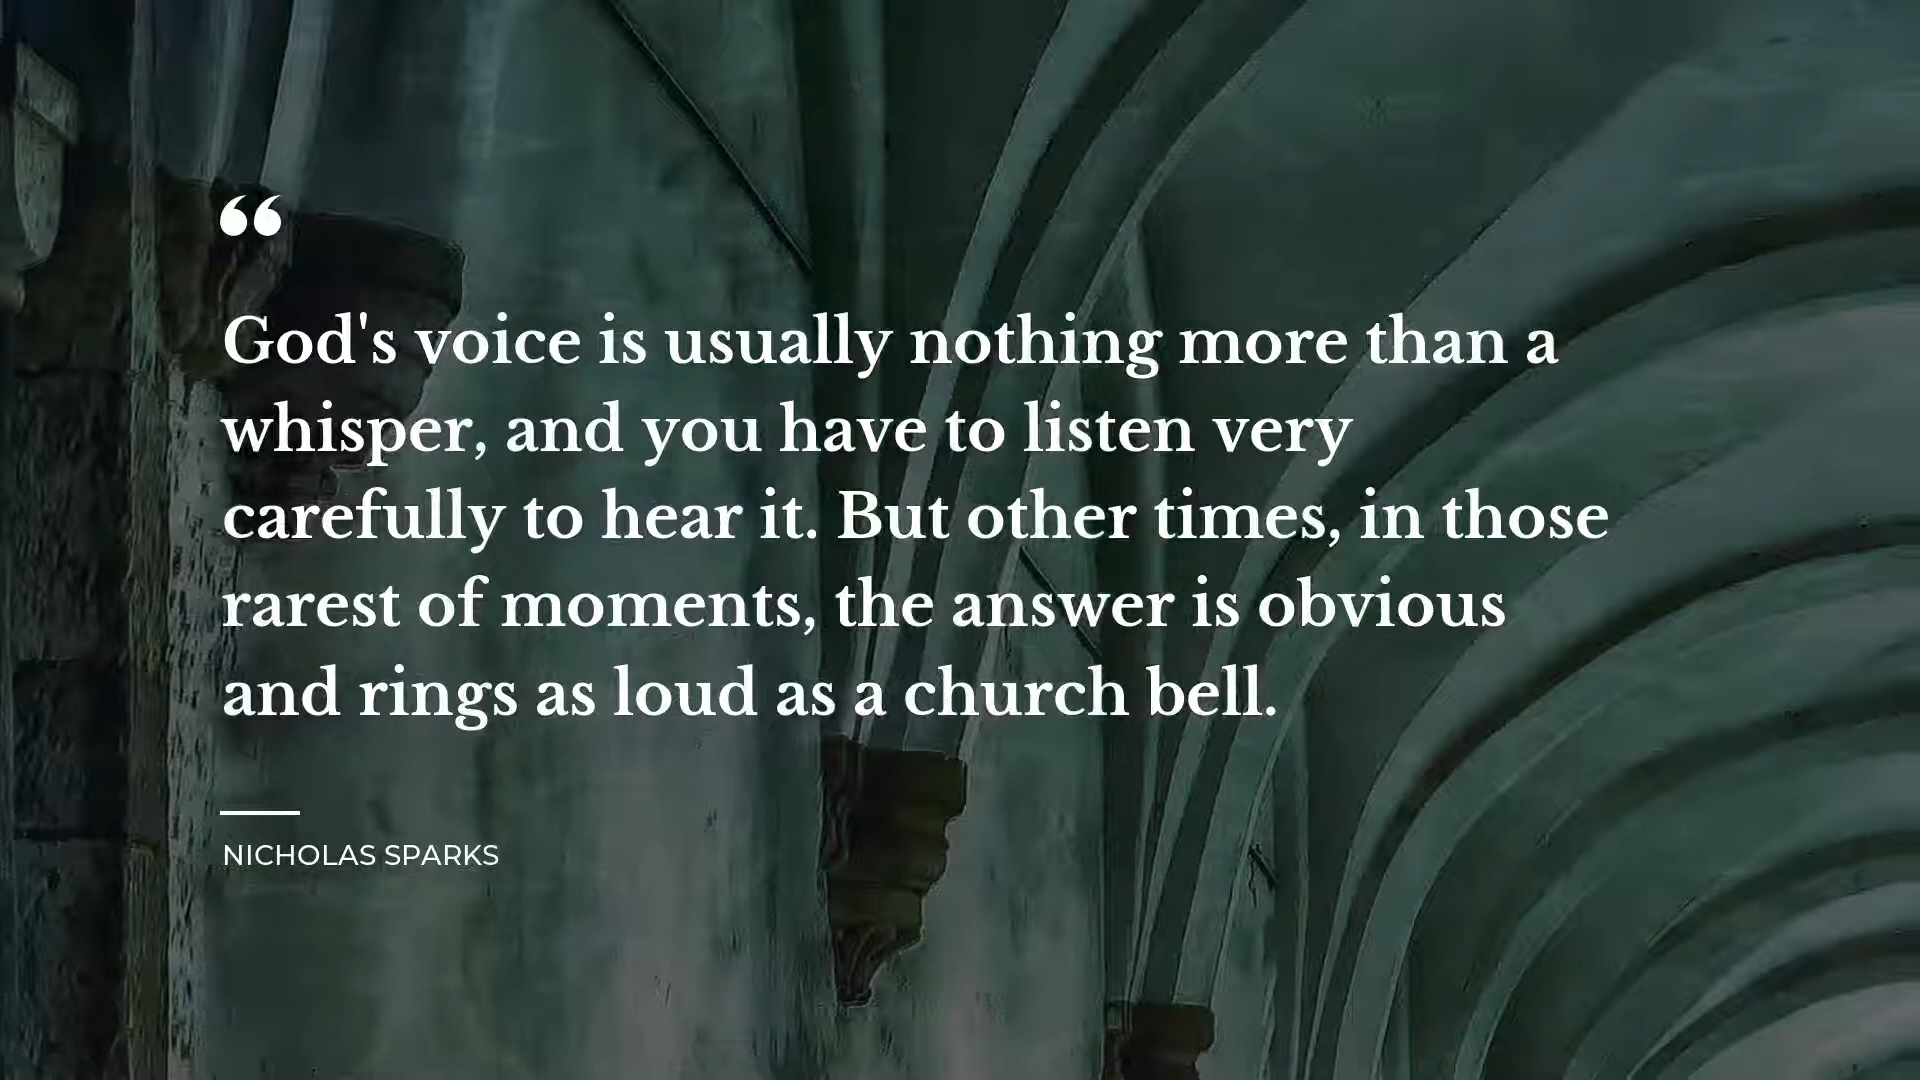 “
God's voice is usually nothing more than a
whisper, and you have to listen very
carefully to hear it. But other times, in those
rarest of moments, the answer is obvious
and rings as loud as a church bell.
NICHOLAS SPARKS